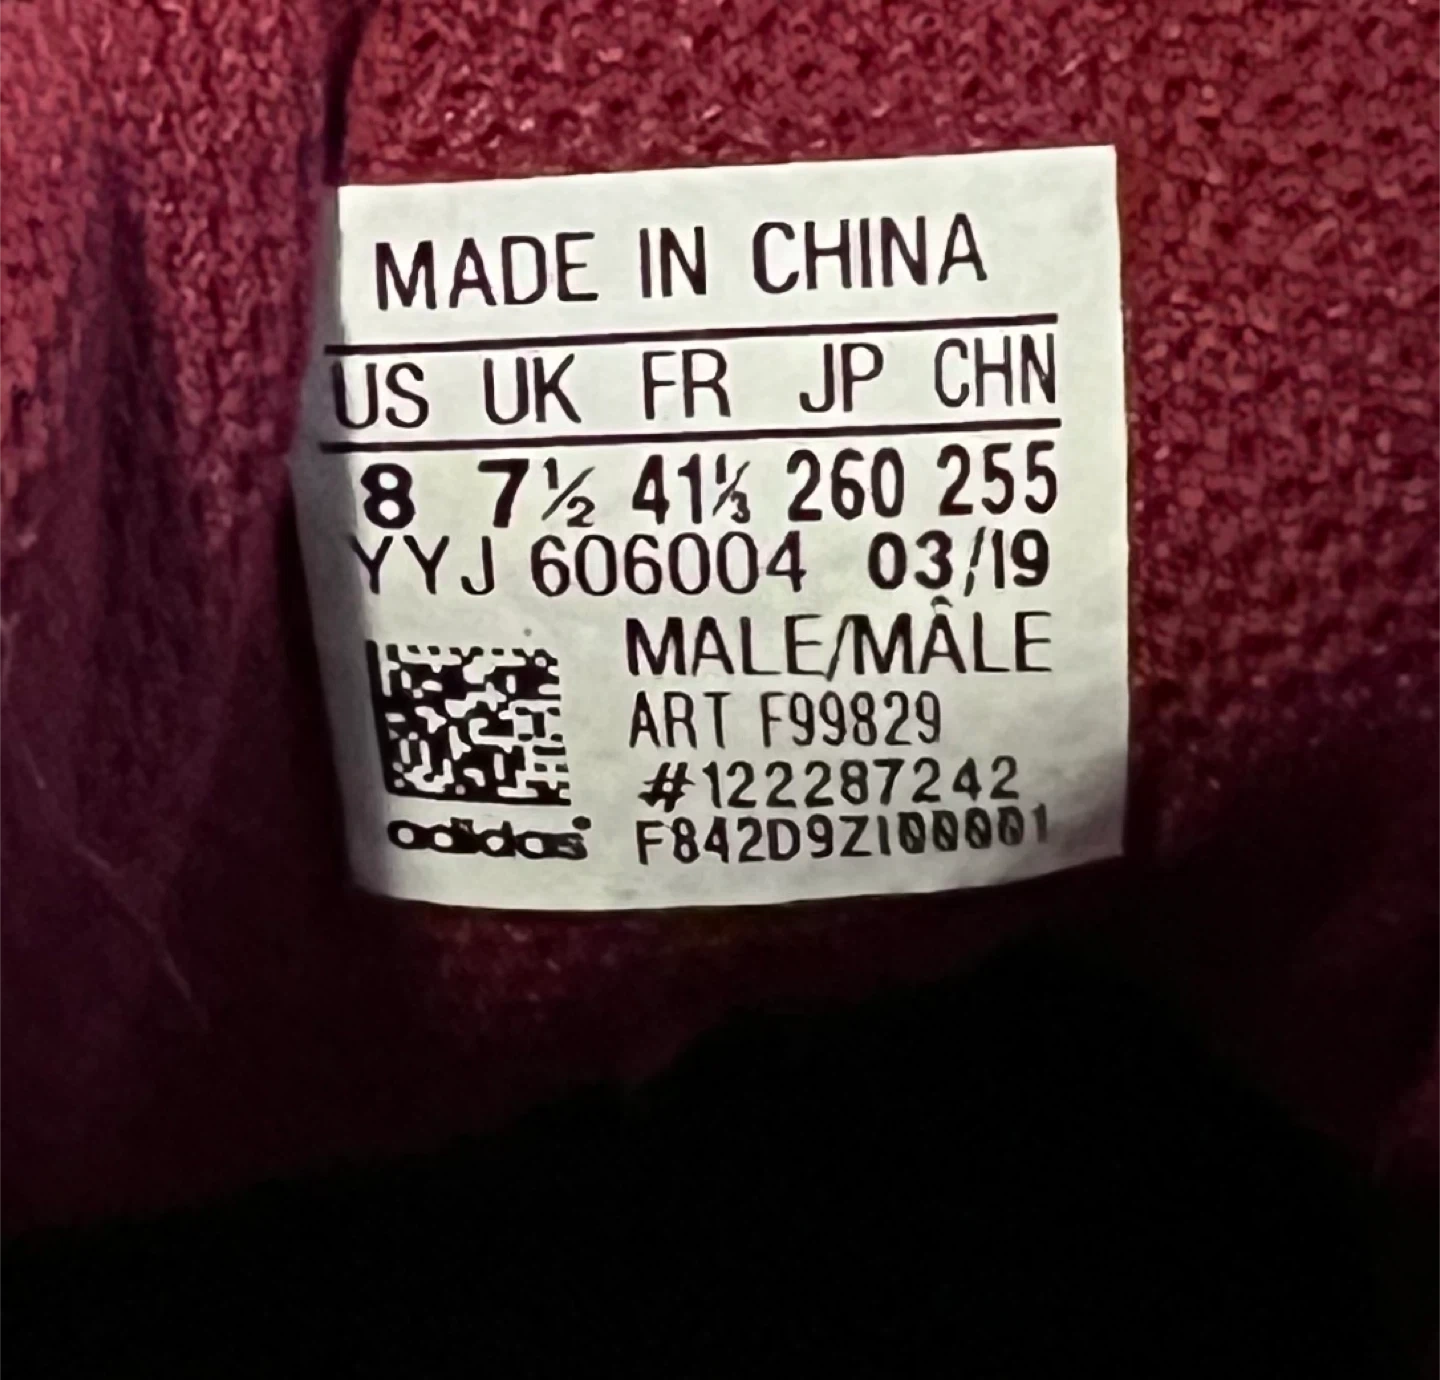 MADE IN CHINA
US UK FR JP CHN
8 7½ 41⅓ 260 255
YYJ 606004 03/19
MALE/MÂLE
ART F99829
#122287242
adidas F842D9ZI00001